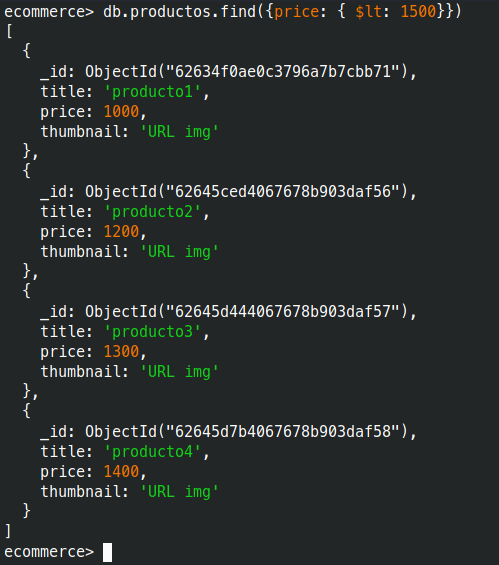 ecommerce> db.productos.find({price: { $lt: 1500}})
[
  {
    _id: ObjectId("62634f0ae0c3796a7b7cbb71"),
    title: 'producto1',
    price: 1000,
    thumbnail: 'URL img'
  },
  {
    _id: ObjectId("62645ced4067678b903daf56"),
    title: 'producto2',
    price: 1200,
    thumbnail: 'URL img'
  },
  {
    _id: ObjectId("62645d444067678b903daf57"),
    title: 'producto3',
    price: 1300,
    thumbnail: 'URL img'
  },
  {
    _id: ObjectId("62645d7b4067678b903daf58"),
    title: 'producto4',
    price: 1400,
    thumbnail: 'URL img'
  }
]
ecommerce>